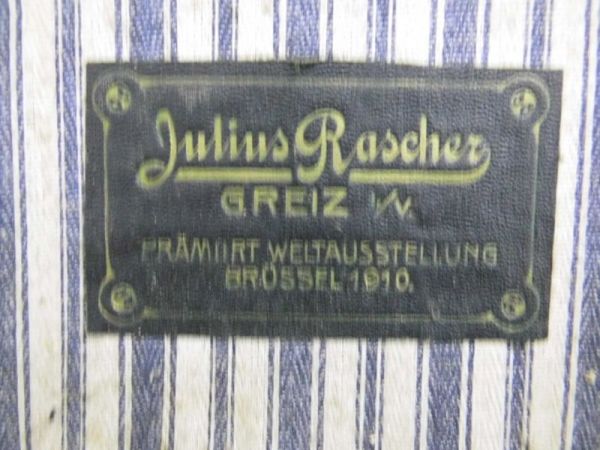 Julius Rascher
GREIZ i/V.
PRÄMIIRT WELTAUSSTELLUNG
BRÜSSEL 1910.